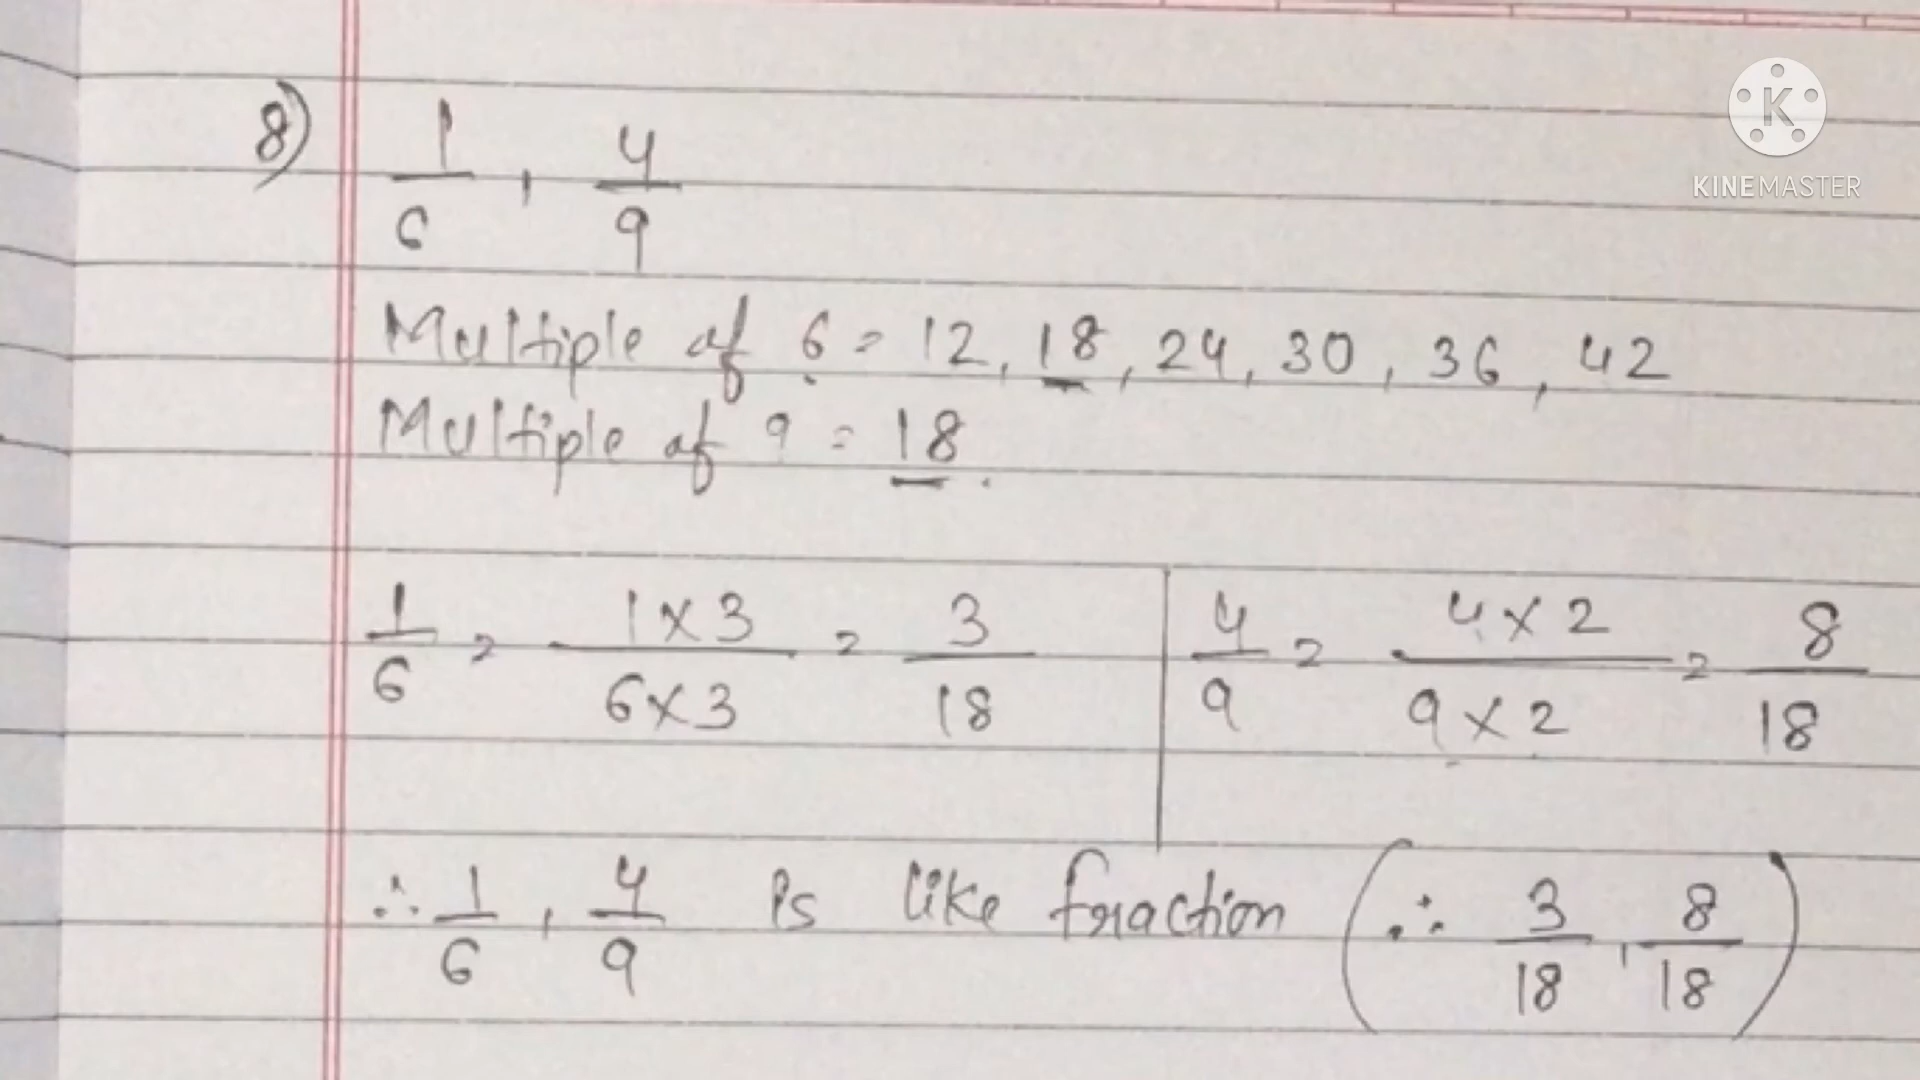 8) 1/6 , 4/9
KINEMASTER
Multiple of 6 = 12, 18, 24, 30, 36, 42
Multiple of 9 = 18.
1/6 = 1×3/6×3 = 3/18 | 4/9 = 4×2/9×2 = 8/18
∴ 1/6 , 4/9 is like fraction (∴ 3/18 , 8/18)